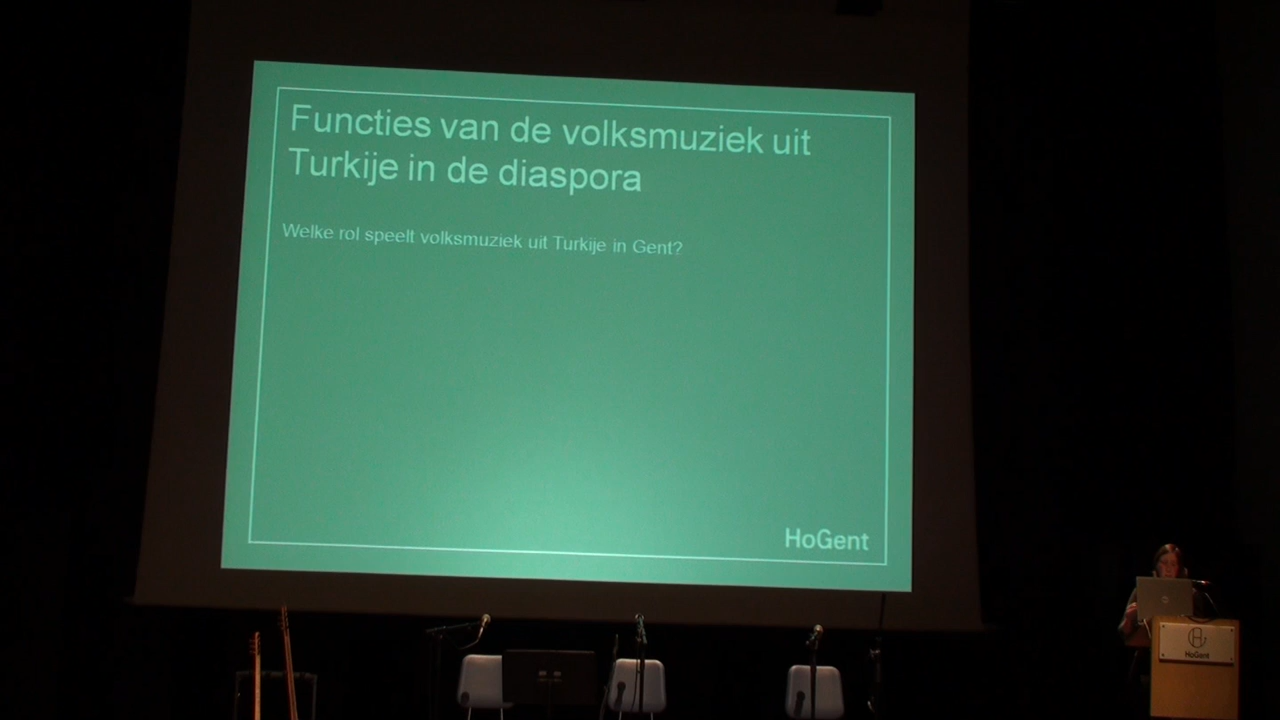 Functies van de volksmuziek uit
Turkije in de diaspora
Welke rol speelt volksmuziek uit Turkije in Gent?
HoGent
HoGent